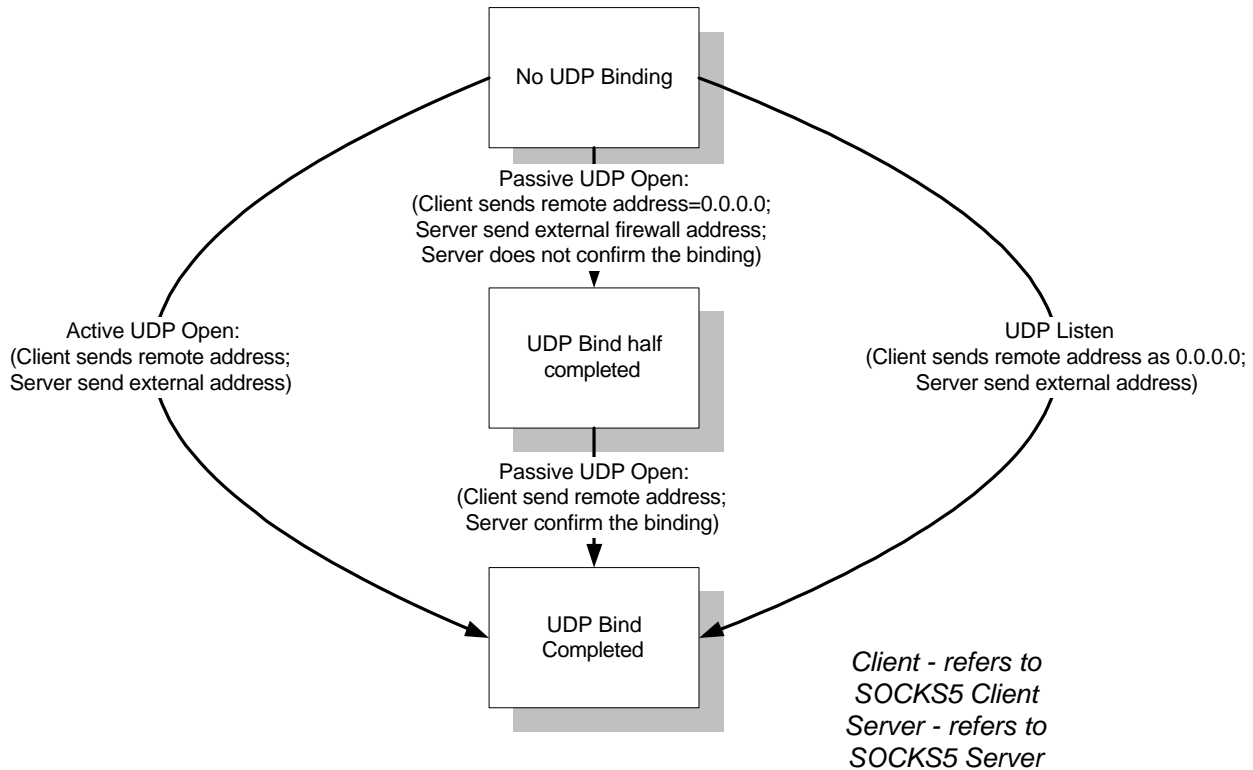 No UDP Binding
Passive UDP Open:
(Client sends remote address=0.0.0.0;
Server send external firewall address;
Server does not confirm the binding)
Active UDP Open:
(Client sends remote address;
Server send external address)
UDP Bind half
completed
UDP Listen
(Client sends remote address as 0.0.0.0;
Server send external address)
Passive UDP Open:
(Client send remote address;
Server confirm the binding)
UDP Bind
Completed
Client - refers to
SOCKS5 Client
Server - refers to
SOCKS5 Server